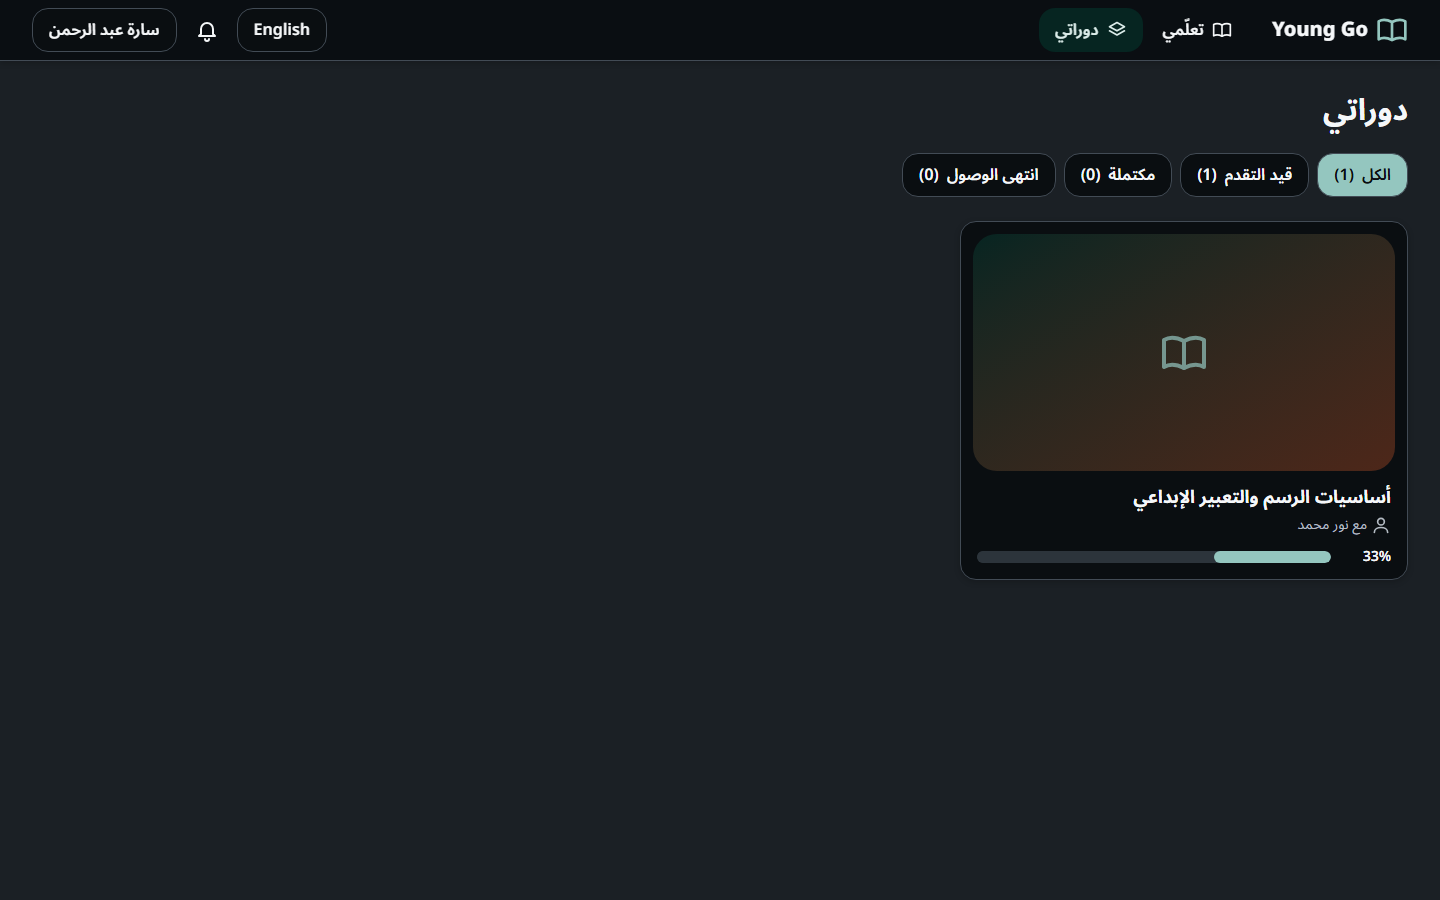 Young Go
تعلّمي
دوراتي
English
سارة عبد الرحمن
دوراتي
الكل (1)
قيد التقدم (1)
مكتملة (0)
انتهى الوصول (0)
أساسيات الرسم والتعبير الإبداعي
مع نور محمد
33%